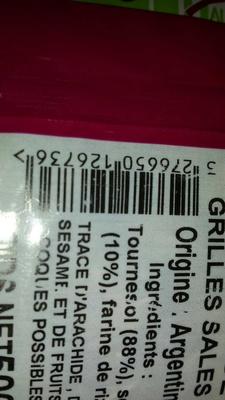 3 276650 126736 >
GRILLES SALES
Origine : Argentin
Ingrédients :
Tournesol (88%), s
(10%), farine de ri
TRACE D'ARACHIDE,
SESAME ET DE FRUITS
COQUES POSSIBLES
NET